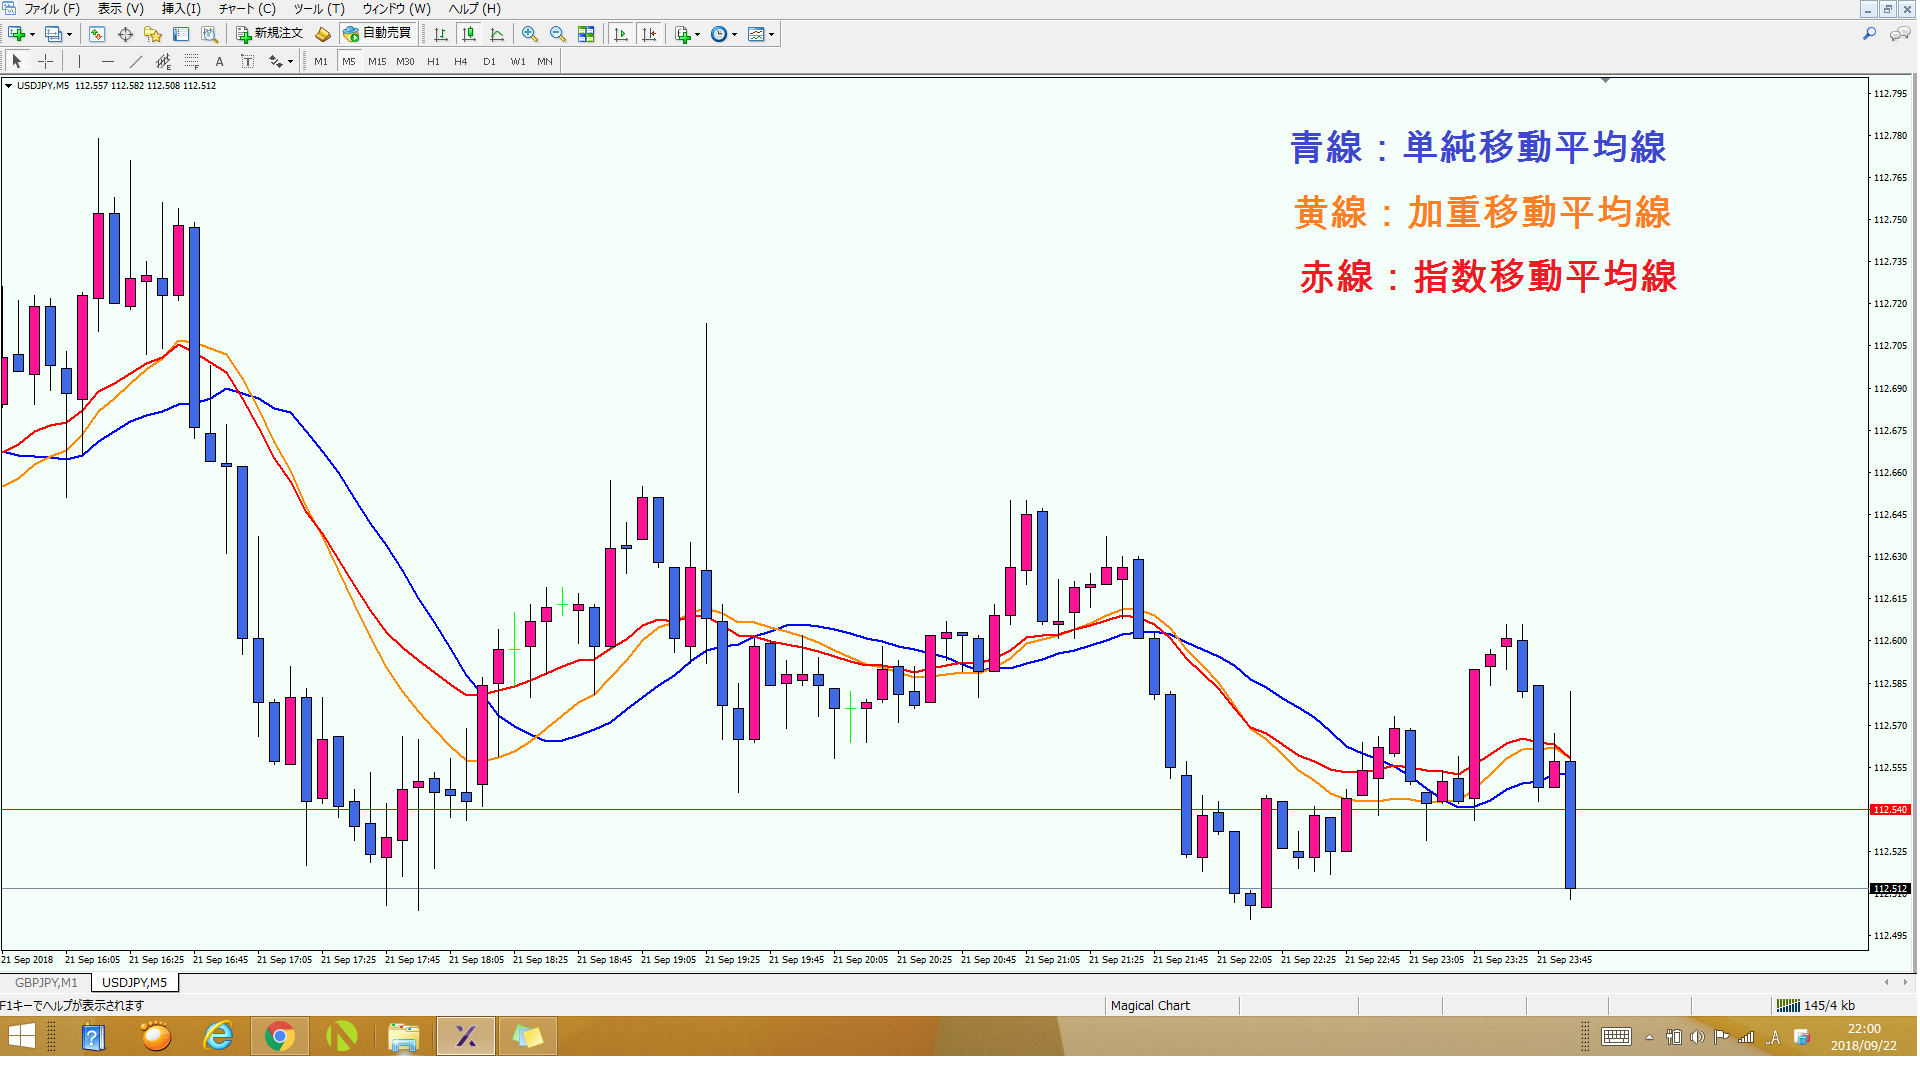 ファイル (F) 表示 (V) 挿入(I) チャート (C) ツール (T) ウィンドウ (W) ヘルプ (H)
新規注文 自動売買
A T M1 M5 M15 M30 H1 H4 D1 W1 MN
USDJPY,M5 112.557 112.582 112.508 112.512
青線：単純移動平均線
黄線：加重移動平均線
赤線：指数移動平均線
112.795
112.780
112.765
112.750
112.735
112.720
112.705
112.690
112.675
112.660
112.645
112.630
112.615
112.600
112.585
112.570
112.555
112.540
112.525
112.512
112.495
21 Sep 2018 21 Sep 16:05 21 Sep 16:25 21 Sep 16:45 21 Sep 17:05 21 Sep 17:25 21 Sep 17:45 21 Sep 18:05 21 Sep 18:25 21 Sep 18:45 21 Sep 19:05 21 Sep 19:25 21 Sep 19:45 21 Sep 20:05 21 Sep 20:25 21 Sep 20:45 21 Sep 21:05 21 Sep 21:25 21 Sep 21:45 21 Sep 22:05 21 Sep 22:25 21 Sep 22:45 21 Sep 23:05 21 Sep 23:25 21 Sep 23:45
GBPJPY,M1 USDJPY,M5
F1キーでヘルプが表示されます Magical Chart 145/4 kb
A 22:00
2018/09/22